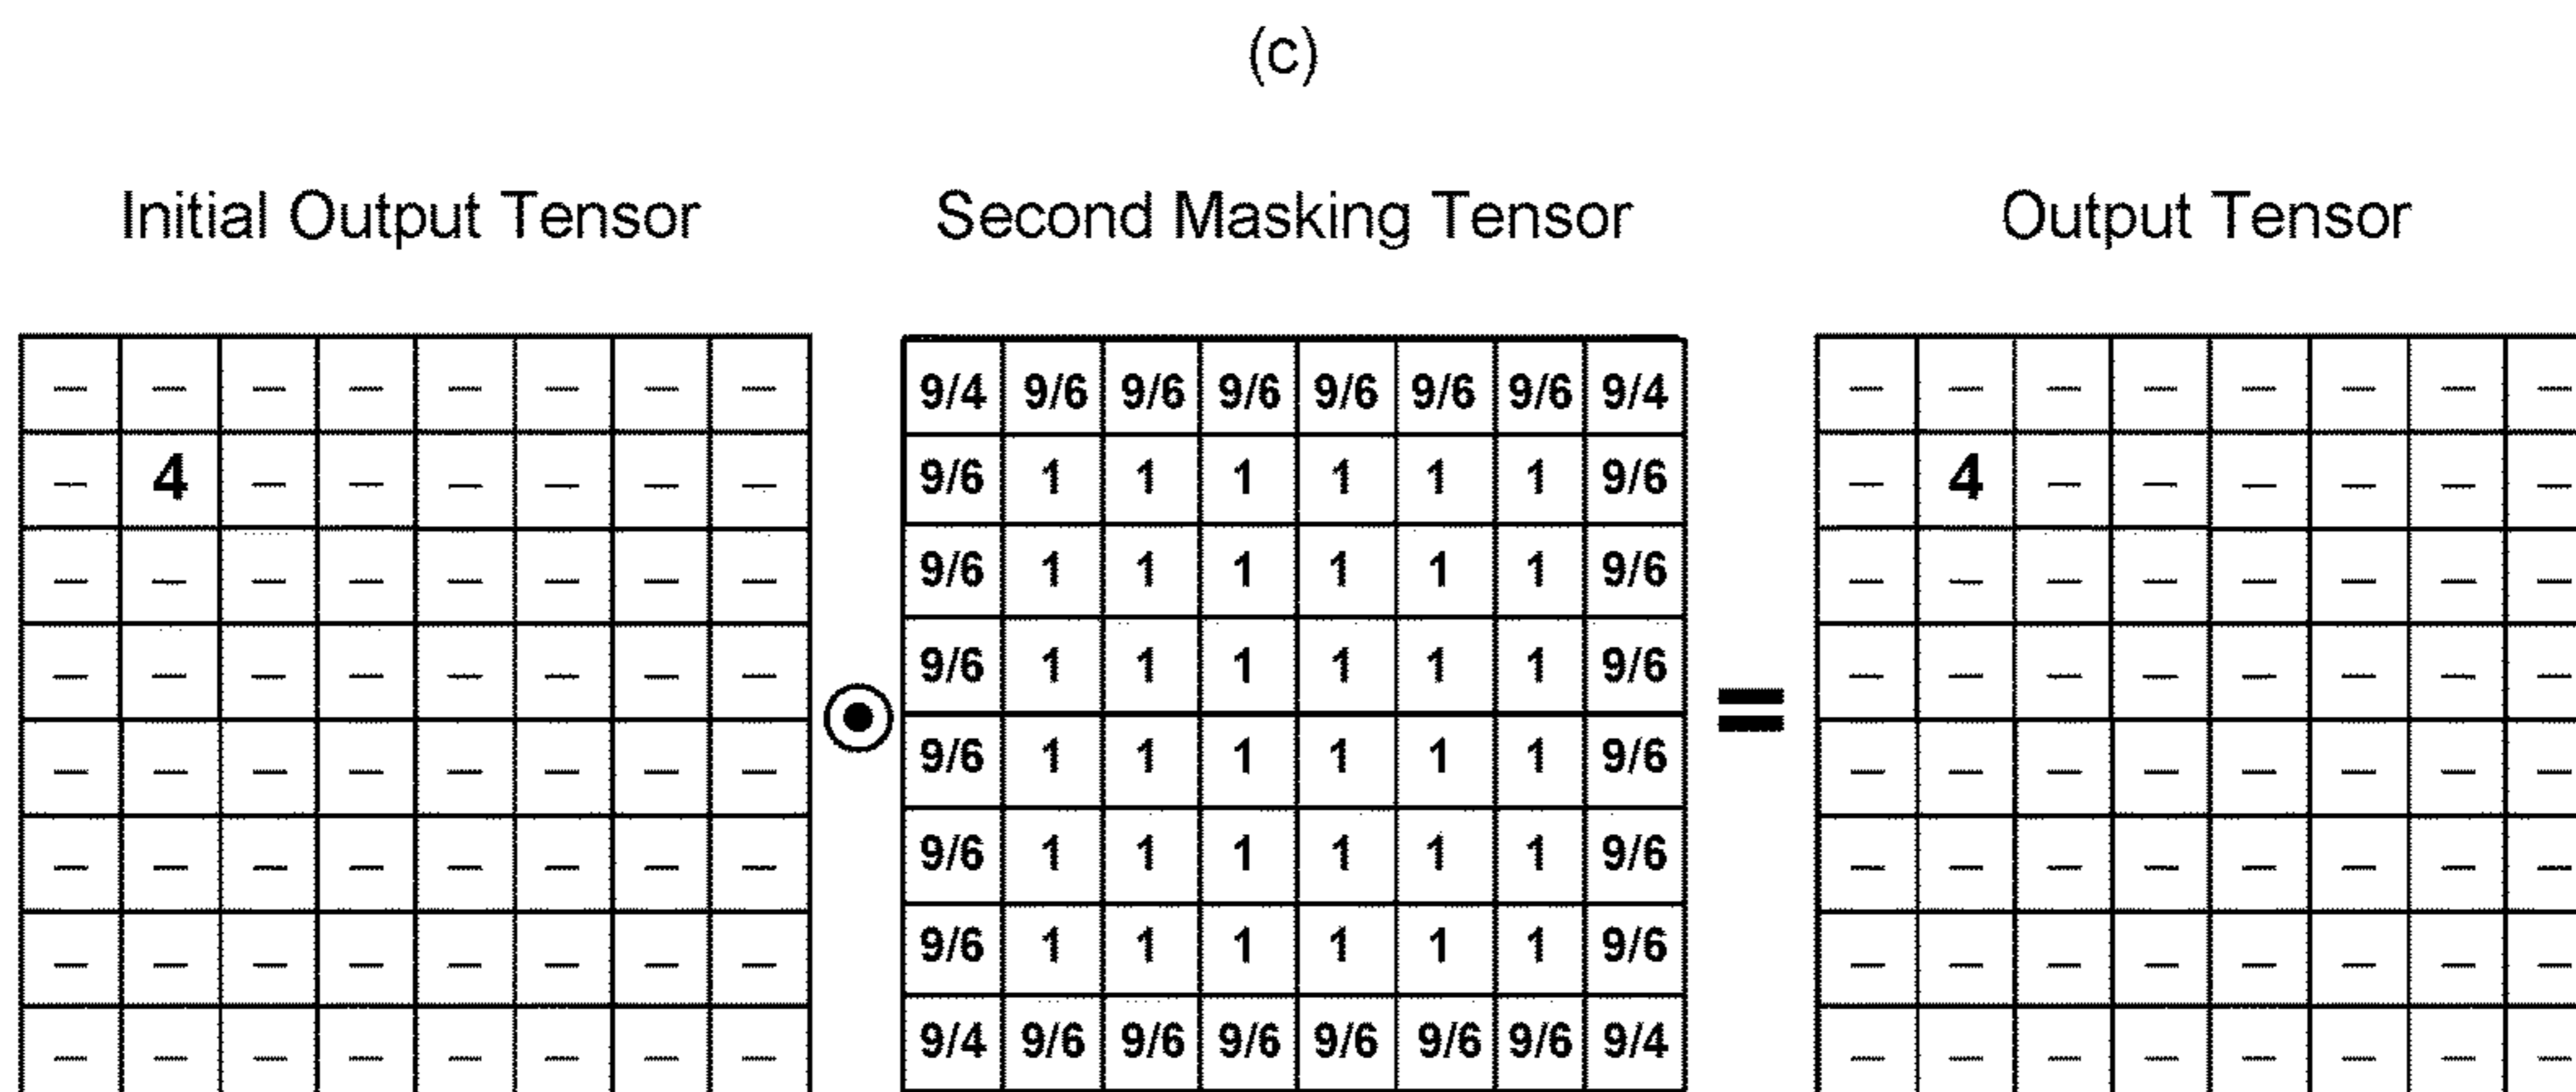 (c)
Initial Output Tensor Second Masking Tensor Output Tensor
— — — — — — — — 9/4 9/6 9/6 9/6 9/6 9/6 9/6 9/4 — — — — — — — —
— 4 — — — — — — 9/6 1 1 1 1 1 1 9/6 — 4 — — — — — —
— — — — — — — — 9/6 1 1 1 1 1 1 9/6 — — — — — — — —
— — — — — — — — 9/6 1 1 1 1 1 1 9/6 — — — — — — — —
⊙ =
— — — — — — — — 9/6 1 1 1 1 1 1 9/6 — — — — — — — —
— — — — — — — — 9/6 1 1 1 1 1 1 9/6 — — — — — — — —
— — — — — — — — 9/6 1 1 1 1 1 1 9/6 — — — — — — — —
— — — — — — — — 9/4 9/6 9/6 9/6 9/6 9/6 9/6 9/4 — — — — — — — —